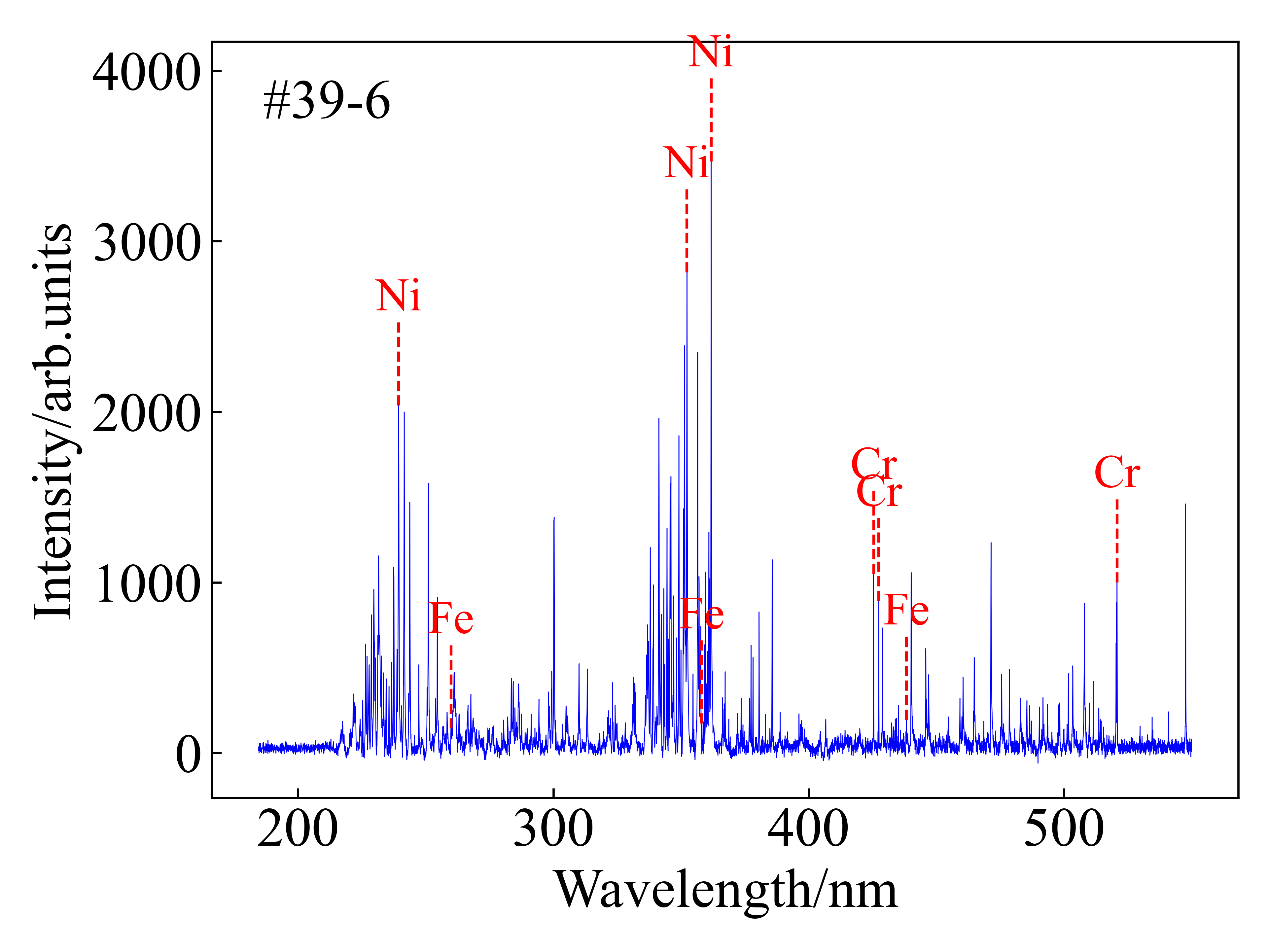 Ni
4000
#39-6
Ni
3000
Ni
2000
Cr
Cr
Cr
1000
Fe
Fe
Fe
0
200
300
400
500
Wavelength/nm
Intensity/arb.units